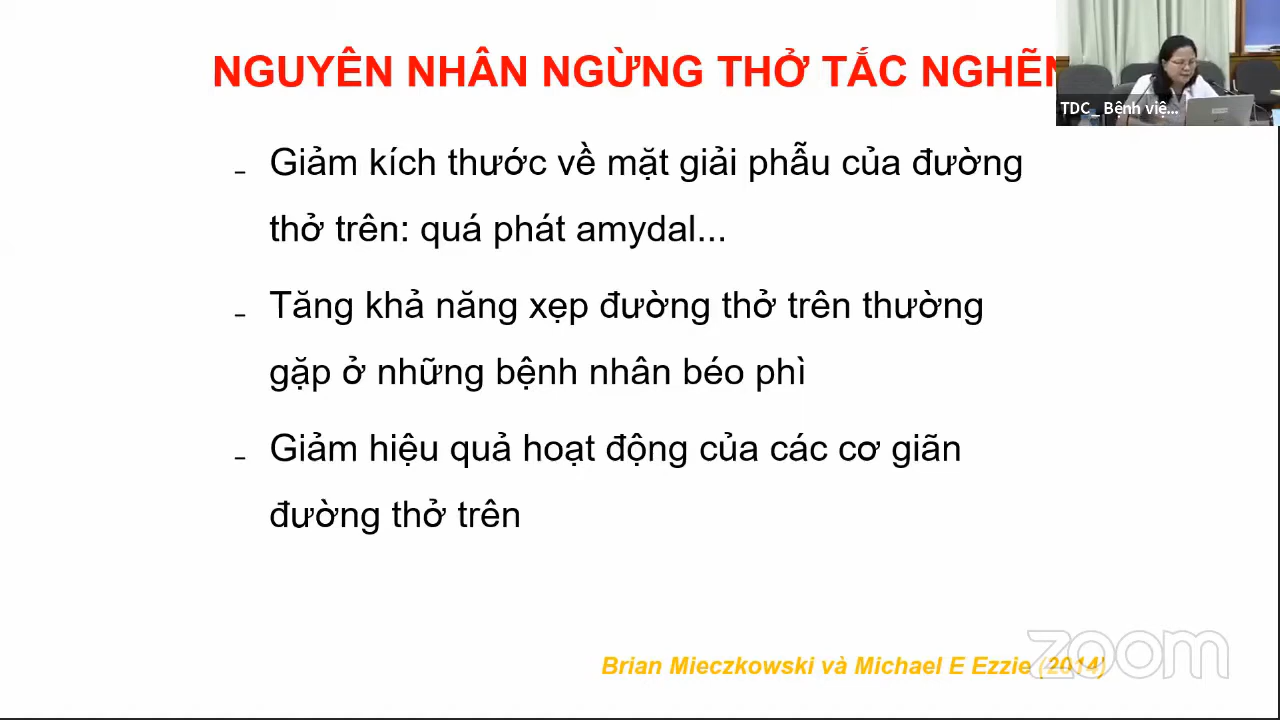 NGUYÊN NHÂN NGỪNG THỞ TẮC NGHẼN
TDC_ Bệnh việ...
- Giảm kích thước về mặt giải phẫu của đường
thở trên: quá phát amydal...
- Tăng khả năng xẹp đường thở trên thường
gặp ở những bệnh nhân béo phì
- Giảm hiệu quả hoạt động của các cơ giãn
đường thở trên
zoom
Brian Mieczkowski và Michael E Ezzie (2014)